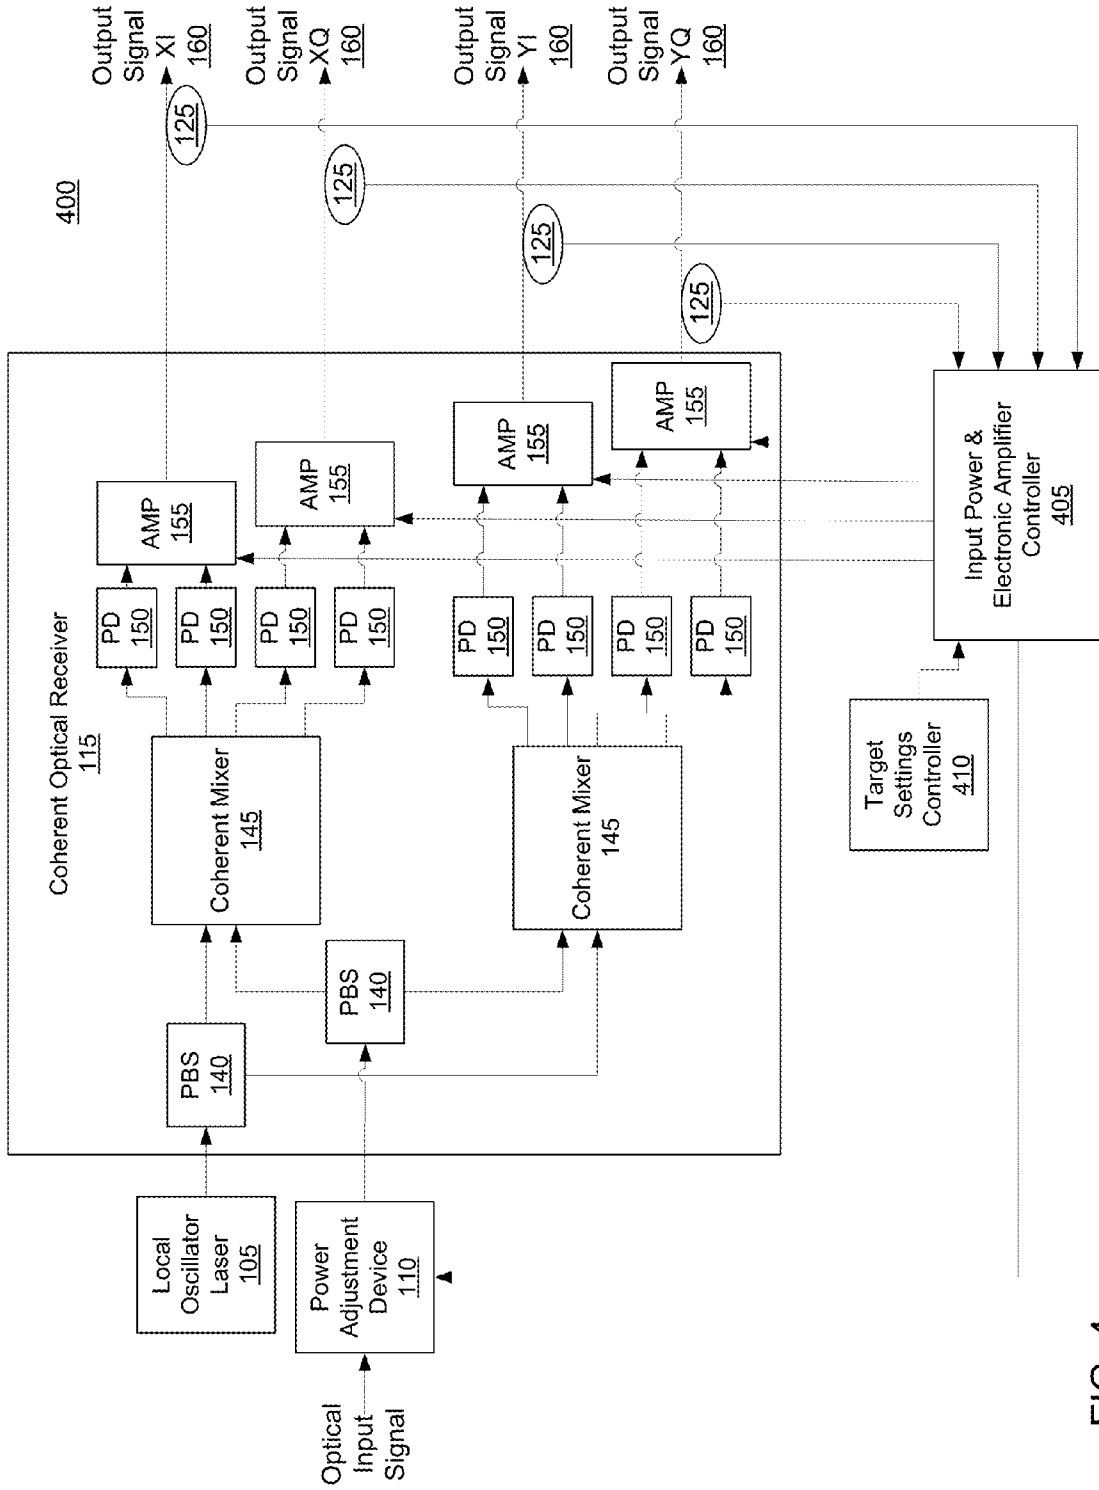 400
Coherent Optical Receiver
115
Local
Oscillator
Laser
105
PBS
140
Coherent Mixer
145
PD
150
PD
150
PD
150
PD
150
AMP
155
AMP
155
125
Output
Signal
XI
160
125
Output
Signal
XQ
160
Optical
Input
Signal
Power
Adjustment
Device
110
PBS
140
Coherent Mixer
145
PD
150
PD
150
PD
150
PD
150
AMP
155
AMP
155
125
Output
Signal
YI
160
125
Output
Signal
YQ
160
Target
Settings
Controller
410
Input Power &
Electronic Amplifier
Controller
405
FIG. 4